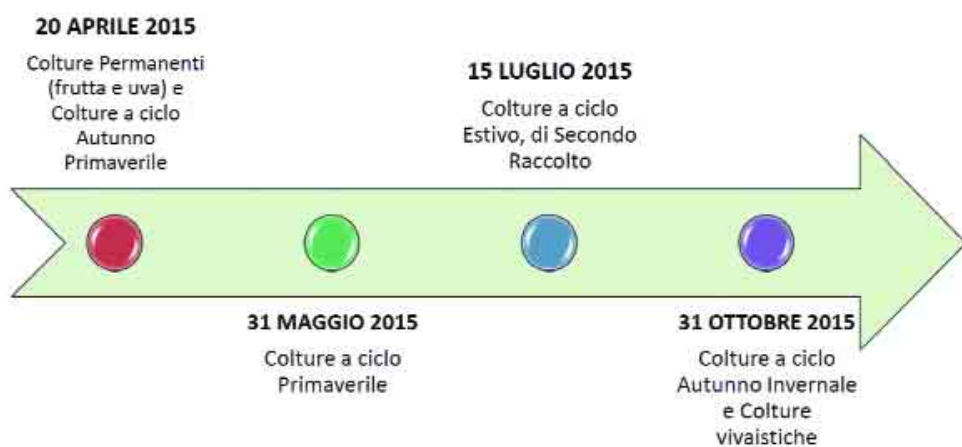 20 APRILE 2015
Colture Permanenti
(frutta e uva) e
Colture a ciclo
Autunno
Primaverile
31 MAGGIO 2015
Colture a ciclo
Primaverile
15 LUGLIO 2015
Colture a ciclo
Estivo, di Secondo
Raccolto
31 OTTOBRE 2015
Colture a ciclo
Autunno Invernale
e Colture
vivaistiche